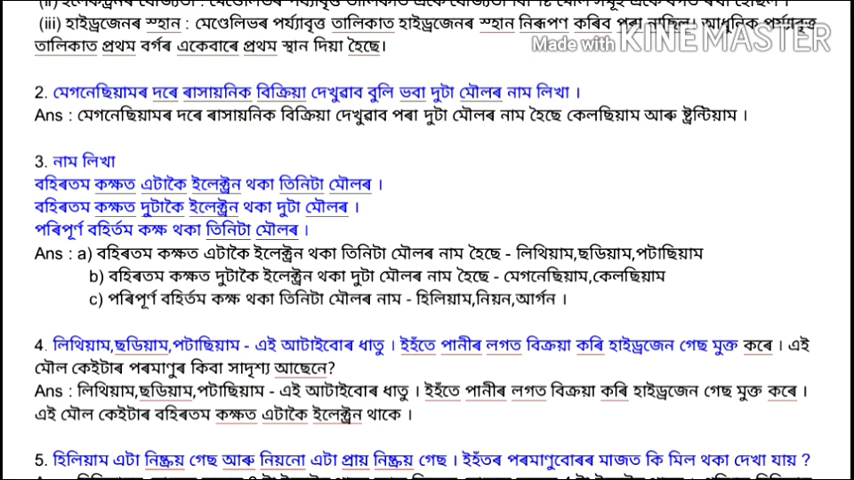 (iii) হাইড্ৰজেনৰ স্হান : মেণ্ডেলিভৰ পৰ্য্যাবৃত্ত তালিকাত হাইড্ৰজেনৰ স্হান নিৰূপণ কৰিব পৰা নাছিল। আধুনিক পৰ্য্যাবৃত্ত
তালিকাত প্ৰথম বৰ্গৰ একেবাৰে প্ৰথম স্থান দিয়া হৈছে।
Made with KINEMASTER
2. মেগনেছিয়ামৰ দৰে ৰাসায়নিক বিক্ৰিয়া দেখুৱাব বুলি ভবা দুটা মৌলৰ নাম লিখা ।
Ans : মেগনেছিয়ামৰ দৰে ৰাসায়নিক বিক্ৰিয়া দেখুৱাব পৰা দুটা মৌলৰ নাম হৈছে কেলছিয়াম আৰু ষ্ট্ৰন্টিয়াম ।
3. নাম লিখা
বহিৰতম কক্ষত এটাকৈ ইলেক্ট্ৰন থকা তিনিটা মৌলৰ ।
বহিৰতম কক্ষত দুটাকৈ ইলেক্ট্ৰন থকা দুটা মৌলৰ ।
পৰিপূৰ্ণ বহিৰ্তম কক্ষ থকা তিনিটা মৌলৰ ।
Ans : a) বহিৰতম কক্ষত এটাকৈ ইলেক্ট্ৰন থকা তিনিটা মৌলৰ নাম হৈছে - লিথিয়াম,ছডিয়াম,পটাছিয়াম
b) বহিৰতম কক্ষত দুটাকৈ ইলেক্ট্ৰন থকা দুটা মৌলৰ নাম হৈছে - মেগনেছিয়াম,কেলছিয়াম
c) পৰিপূৰ্ণ বহিৰ্তম কক্ষ থকা তিনিটা মৌলৰ নাম - হিলিয়াম,নিয়ন,আৰ্গন ।
4. লিথিয়াম,ছডিয়াম,পটাছিয়াম - এই আটাইবোৰ ধাতু । ইহঁতে পানীৰ লগত বিক্ৰয়া কৰি হাইড্ৰজেন গেছ মুক্ত কৰে । এই
মৌল কেইটাৰ পৰমাণুৰ কিবা সাদৃশ্য আছেনে?
Ans : লিথিয়াম,ছডিয়াম,পটাছিয়াম - এই আটাইবোৰ ধাতু । ইহঁতে পানীৰ লগত বিক্ৰয়া কৰি হাইড্ৰজেন গেছ মুক্ত কৰে ।
এই মৌল কেইটাৰ বহিৰতম কক্ষত এটাকৈ ইলেক্ট্ৰন থাকে ।
5. হিলিয়াম এটা নিষ্ক্ৰয় গেছ আৰু নিয়নো এটা প্ৰায় নিষ্ক্ৰয় গেছ । ইহঁতৰ পৰমাণুবোৰৰ মাজত কি মিল থকা দেখা যায় ?